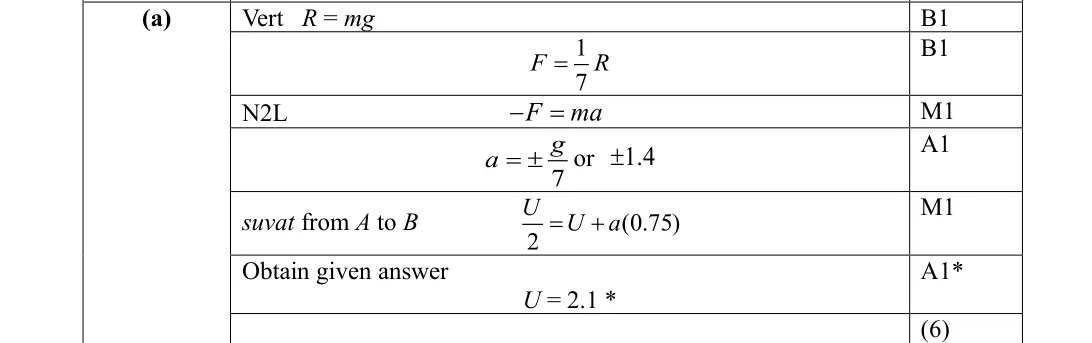 (a) Vert R = mg B1
F = 1/7 R B1
N2L −F = ma M1
a = ± g/7 or ±1.4 A1
suvat from A to B U/2 = U + a(0.75) M1
Obtain given answer A1*
U = 2.1 *
(6)